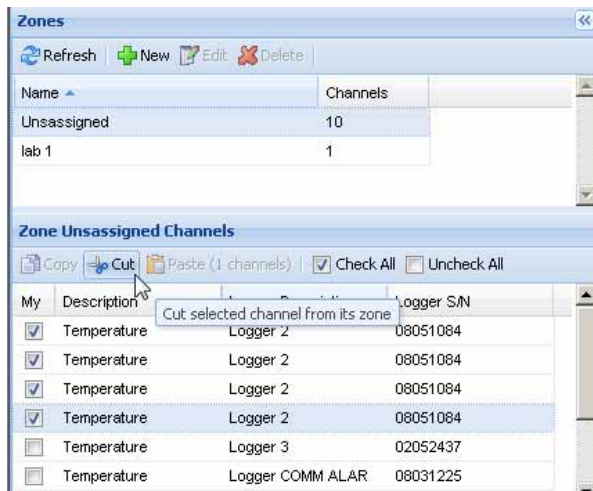 Zones
Refresh New Edit Delete
Name Channels
Unsassigned 10
lab 1 1
Zone Unsassigned Channels
Copy Cut Paste (1 channels) Check All Uncheck All
My Description Logger S/N
Cut selected channel from its zone
Temperature Logger 2 08051084
Temperature Logger 2 08051084
Temperature Logger 2 08051084
Temperature Logger 2 08051084
Temperature Logger 3 02052437
Temperature Logger COMM ALAR 08031225